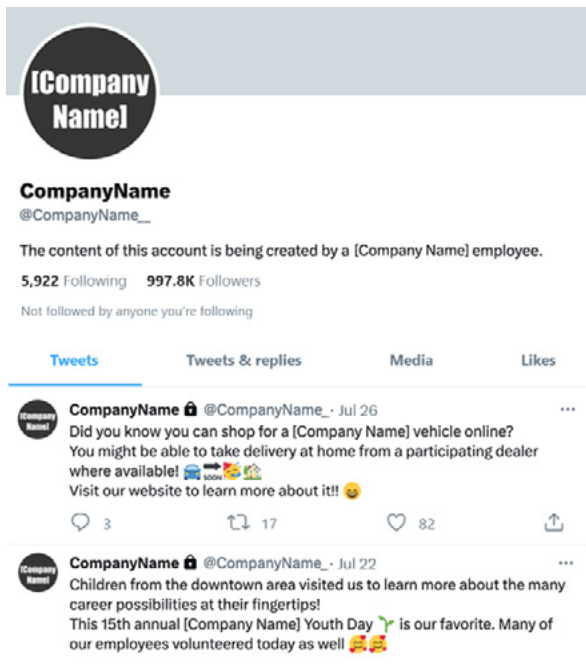 [Company
Name]
CompanyName
@CompanyName__
The content of this account is being created by a [Company Name] employee.
5,922 Following 997.8K Followers
Not followed by anyone you're following
Tweets Tweets & replies Media Likes
[Company
Name]
CompanyName @CompanyName_· Jul 26
Did you know you can shop for a [Company Name] vehicle online?
You might be able to take delivery at home from a participating dealer
where available! 🚘🔜🥳🏡
Visit our website to learn more about it!! 😄
3 17 82
[Company
Name]
CompanyName @CompanyName_· Jul 22
Children from the downtown area visited us to learn more about the many
career possibilities at their fingertips!
This 15th annual [Company Name] Youth Day 🌱 is our favorite. Many of
our employees volunteered today as well 🥰🥰